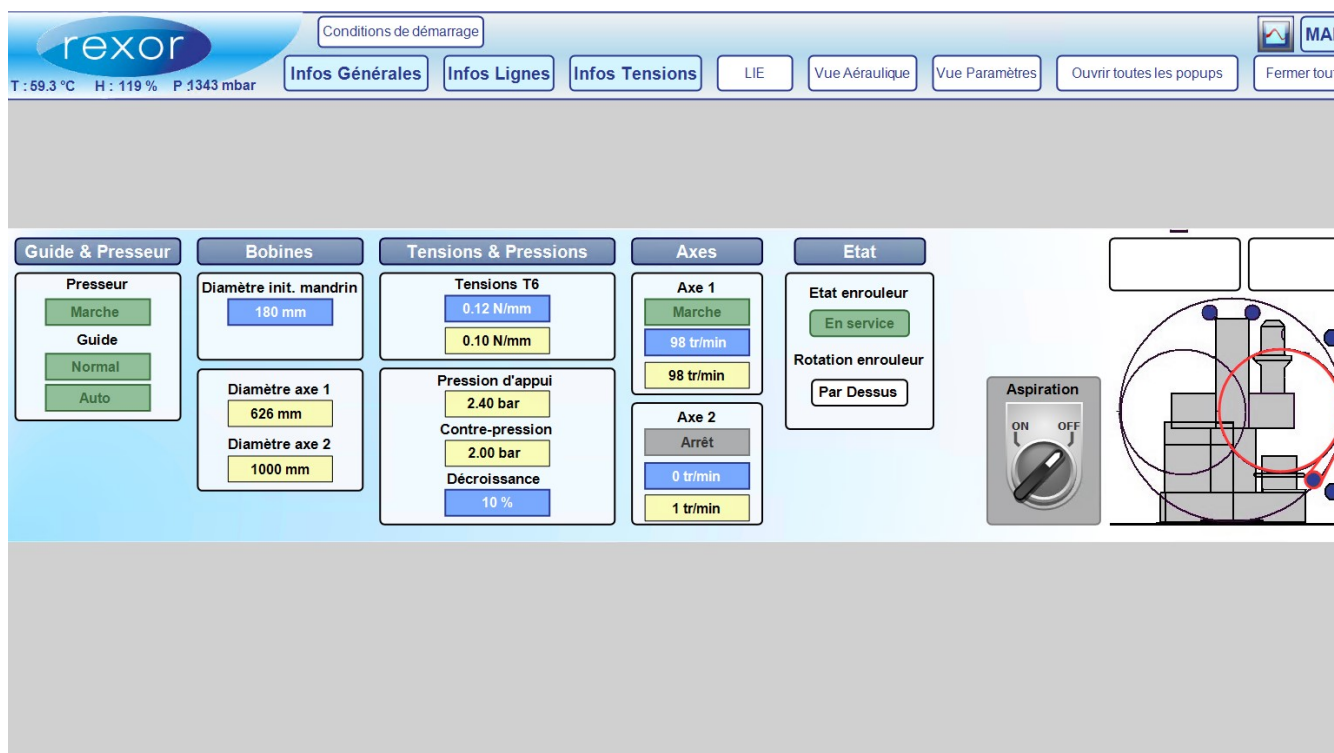 Conditions de démarrage
rexor
MAI
Infos Générales Infos Lignes Infos Tensions LIE Vue Aéraulique Vue Paramètres Ouvrir toutes les popups Fermer tou
T : 59.3 °C H : 119 % P :1343 mbar
Guide & Presseur
Presseur
Marche
Guide
Normal
Auto
Bobines
Diamètre init. mandrin
180 mm
Diamètre axe 1
626 mm
Diamètre axe 2
1000 mm
Tensions & Pressions
Tensions T6
0.12 N/mm
0.10 N/mm
Pression d'appui
2.40 bar
Contre-pression
2.00 bar
Décroissance
10 %
Axes
Axe 1
Marche
98 tr/min
98 tr/min
Axe 2
Arrêt
0 tr/min
1 tr/min
Etat
Etat enrouleur
En service
Rotation enrouleur
Par Dessus
Aspiration
ON OFF